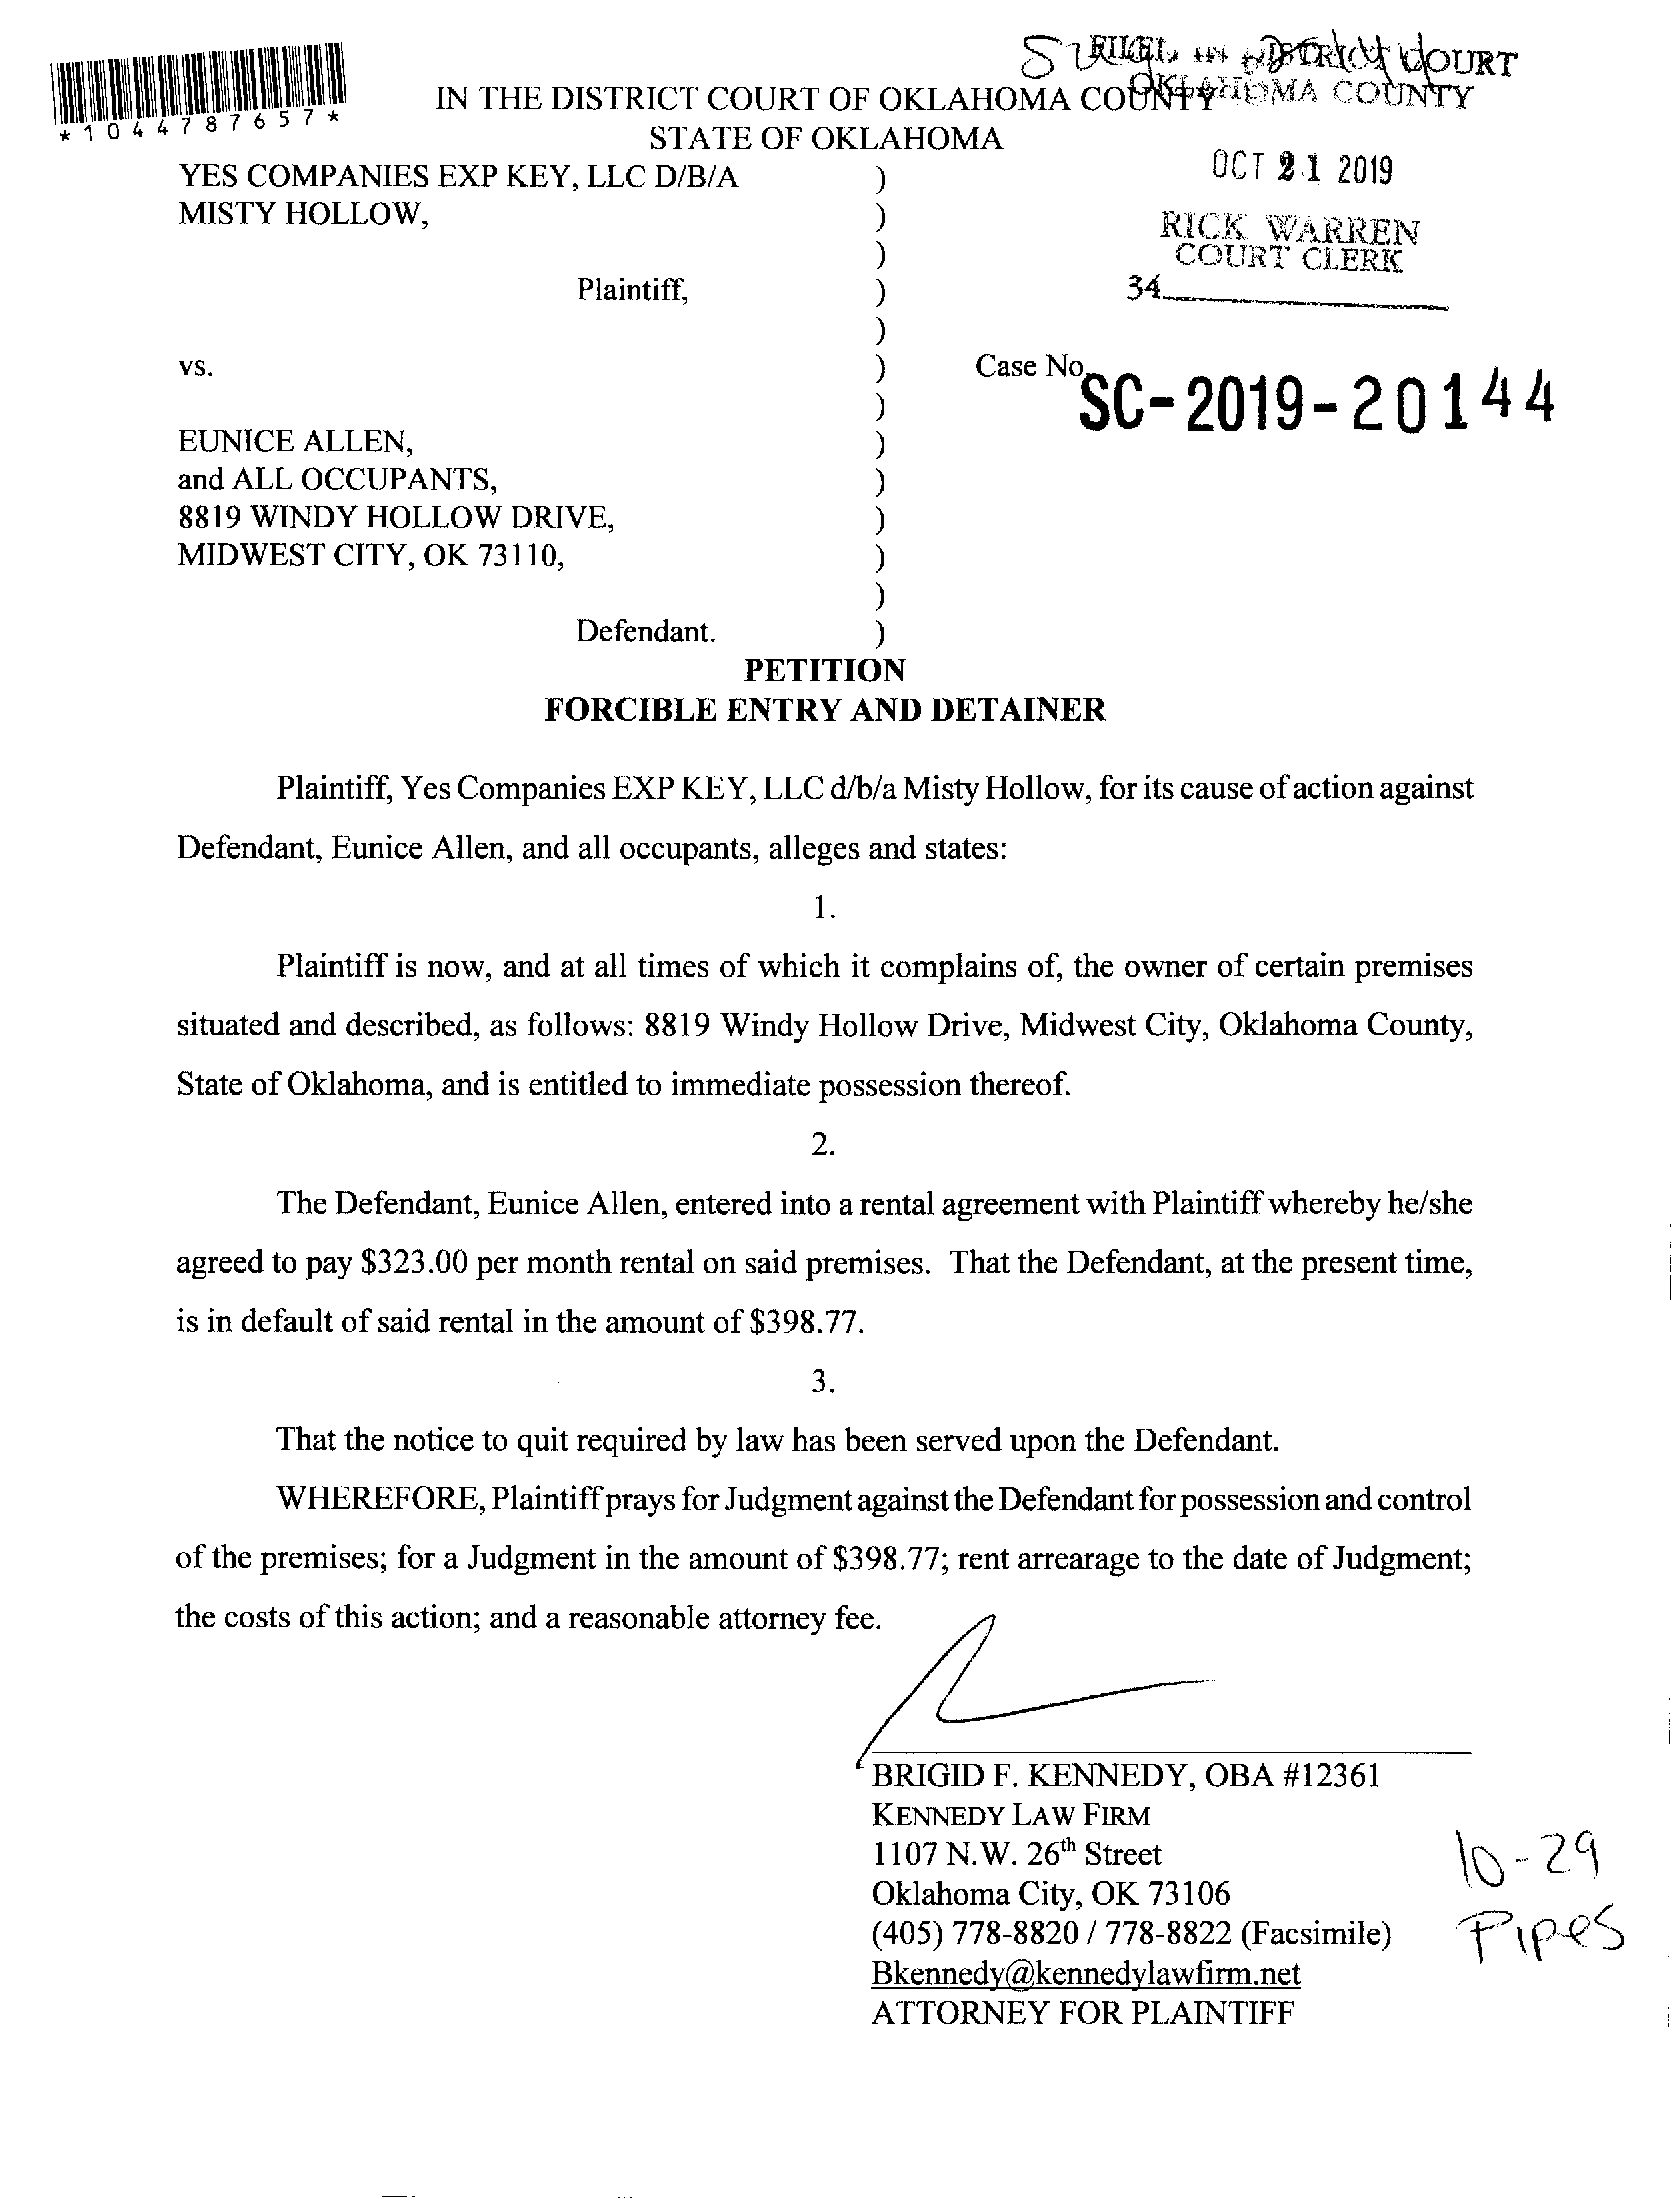 FILED IN DISTRICT COURT
OKLAHOMA COUNTY
*1044787657*
IN THE DISTRICT COURT OF OKLAHOMA COUNTY
STATE OF OKLAHOMA
OCT 21 2019
RICK WARREN
COURT CLERK
34
YES COMPANIES EXP KEY, LLC D/B/A )
MISTY HOLLOW, )
)
Plaintiff, )
)
vs. ) Case No.
SC-2019-20144
)
EUNICE ALLEN, )
and ALL OCCUPANTS, )
8819 WINDY HOLLOW DRIVE, )
MIDWEST CITY, OK 73110, )
)
Defendant. )
PETITION
FORCIBLE ENTRY AND DETAINER
Plaintiff, Yes Companies EXP KEY, LLC d/b/a Misty Hollow, for its cause of action against
Defendant, Eunice Allen, and all occupants, alleges and states:
1.
Plaintiff is now, and at all times of which it complains of, the owner of certain premises
situated and described, as follows: 8819 Windy Hollow Drive, Midwest City, Oklahoma County,
State of Oklahoma, and is entitled to immediate possession thereof.
2.
The Defendant, Eunice Allen, entered into a rental agreement with Plaintiff whereby he/she
agreed to pay $323.00 per month rental on said premises. That the Defendant, at the present time,
is in default of said rental in the amount of $398.77.
3.
That the notice to quit required by law has been served upon the Defendant.
WHEREFORE, Plaintiff prays for Judgment against the Defendant for possession and control
of the premises; for a Judgment in the amount of $398.77; rent arrearage to the date of Judgment;
the costs of this action; and a reasonable attorney fee.
BRIGID F. KENNEDY, OBA #12361
KENNEDY LAW FIRM
1107 N.W. 26th Street
Oklahoma City, OK 73106
(405) 778-8820 / 778-8822 (Facsimile)
Bkennedy@kennedylawfirm.net
ATTORNEY FOR PLAINTIFF
10-29
Pipes